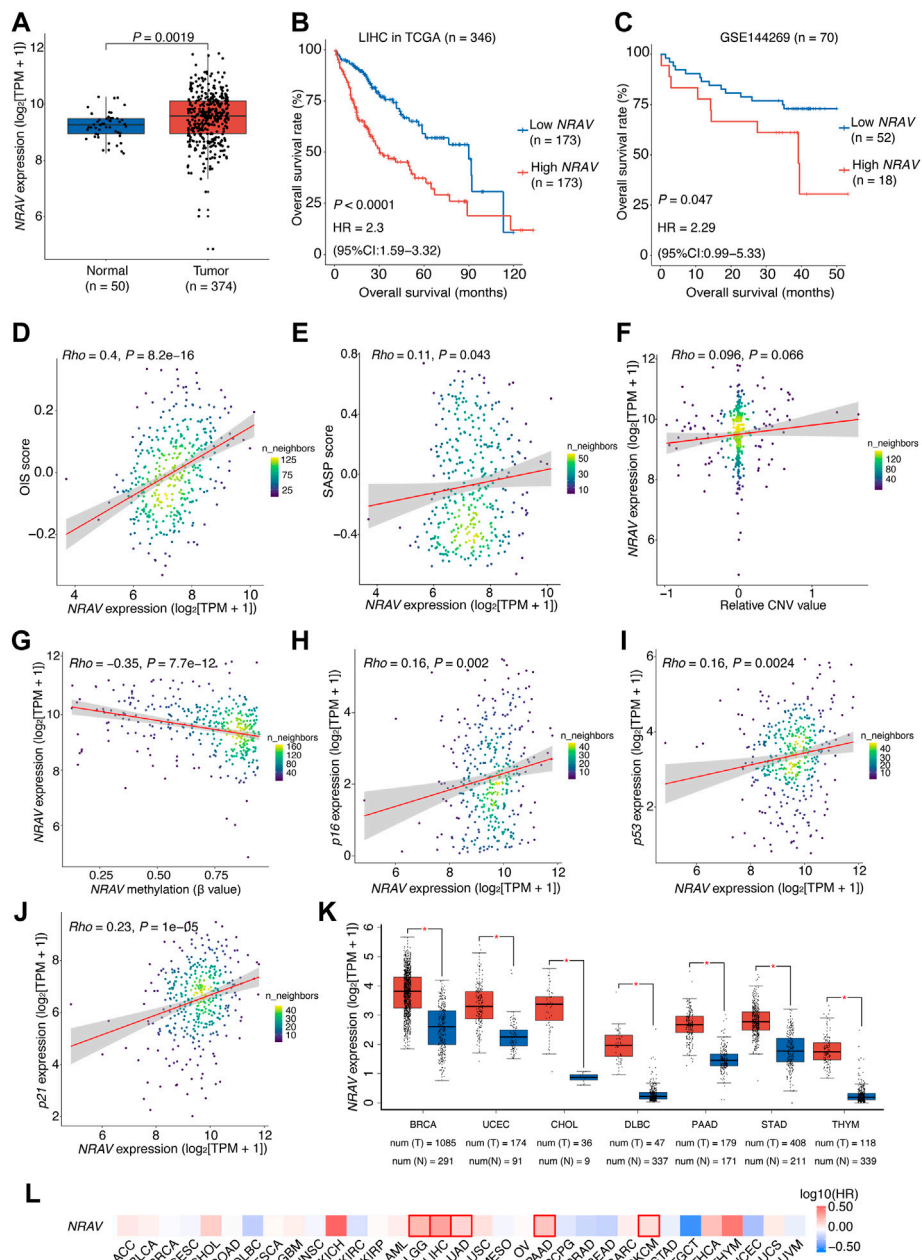 A
NRAV expression (log₂[TPM + 1])
12
10
8
6
P = 0.0019
Normal
(n = 50)
Tumor
(n = 374)
B
LIHC in TCGA (n = 346)
Overall survival rate (%)
100
75
50
25
0
P < 0.0001
HR = 2.3
(95%CI:1.59–3.32)
0 30 60 90 120
Overall survival (months)
Low NRAV
(n = 173)
High NRAV
(n = 173)
C
GSE144269 (n = 70)
Overall survival rate (%)
100
75
50
25
0
P = 0.047
HR = 2.29
(95%CI:0.99–5.33)
0 10 20 30 40 50
Overall survival (months)
Low NRAV
(n = 52)
High NRAV
(n = 18)
D
Rho = 0.4, P = 8.2e−16
OIS score
0.2
0.0
−0.2
4 6 8 10
NRAV expression (log₂[TPM + 1])
n_neighbors
125
75
25
E
Rho = 0.11, P = 0.043
SASP score
0.8
0.4
−0.0
−0.4
4 6 8 10
NRAV expression (log₂[TPM + 1])
n_neighbors
50
30
10
F
Rho = 0.096, P = 0.066
NRAV expression (log₂[TPM + 1])
12
10
8
6
−1 0 1
Relative CNV value
n_neighbors
120
80
40
G
Rho = −0.35, P = 7.7e−12
NRAV expression (log₂[TPM + 1])
12
10
8
6
0.25 0.50 0.75
NRAV methylation (β value)
n_neighbors
160
120
80
40
H
Rho = 0.16, P = 0.002
p16 expression (log₂[TPM + 1])
4
2
0
6 8 10 12
NRAV expression (log₂[TPM + 1])
n_neighbors
40
30
20
10
I
Rho = 0.16, P = 0.0024
p53 expression (log₂[TPM + 1])
6
4
2
6 8 10 12
NRAV expression (log₂[TPM + 1])
n_neighbors
40
30
20
10
J
Rho = 0.23, P = 1e−05
p21 expression (log₂[TPM + 1])
8
6
4
2
6 8 10 12
NRAV expression (log₂[TPM + 1])
n_neighbors
40
30
20
10
K
NRAV expression (log₂[TPM + 1])
6
5
4
3
2
1
0
* * * * * * *
BRCA UCEC CHOL DLBC PAAD STAD THYM
num (T) = 1085 num (T) = 174 num (T) = 36 num (T) = 47 num (T) = 179 num (T) = 408 num (T) = 118
num (N) = 291 num(N) = 91 num (N) = 9 num (N) = 337 num (N) = 171 num (N) = 211 num (N) = 339
L
NRAV
ACC
AML
OV
log10(HR)
0.50
0.0
−0.50